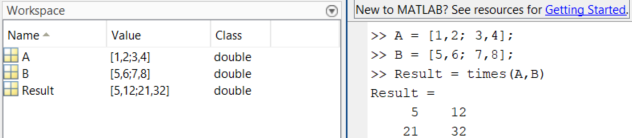 Workspace
Name Value Class
A [1,2;3,4] double
B [5,6;7,8] double
Result [5,12;21,32] double
New to MATLAB? See resources for Getting Started.
>> A = [1,2; 3,4];
>> B = [5,6; 7,8];
>> Result = times(A,B)
Result =
5 12
21 32